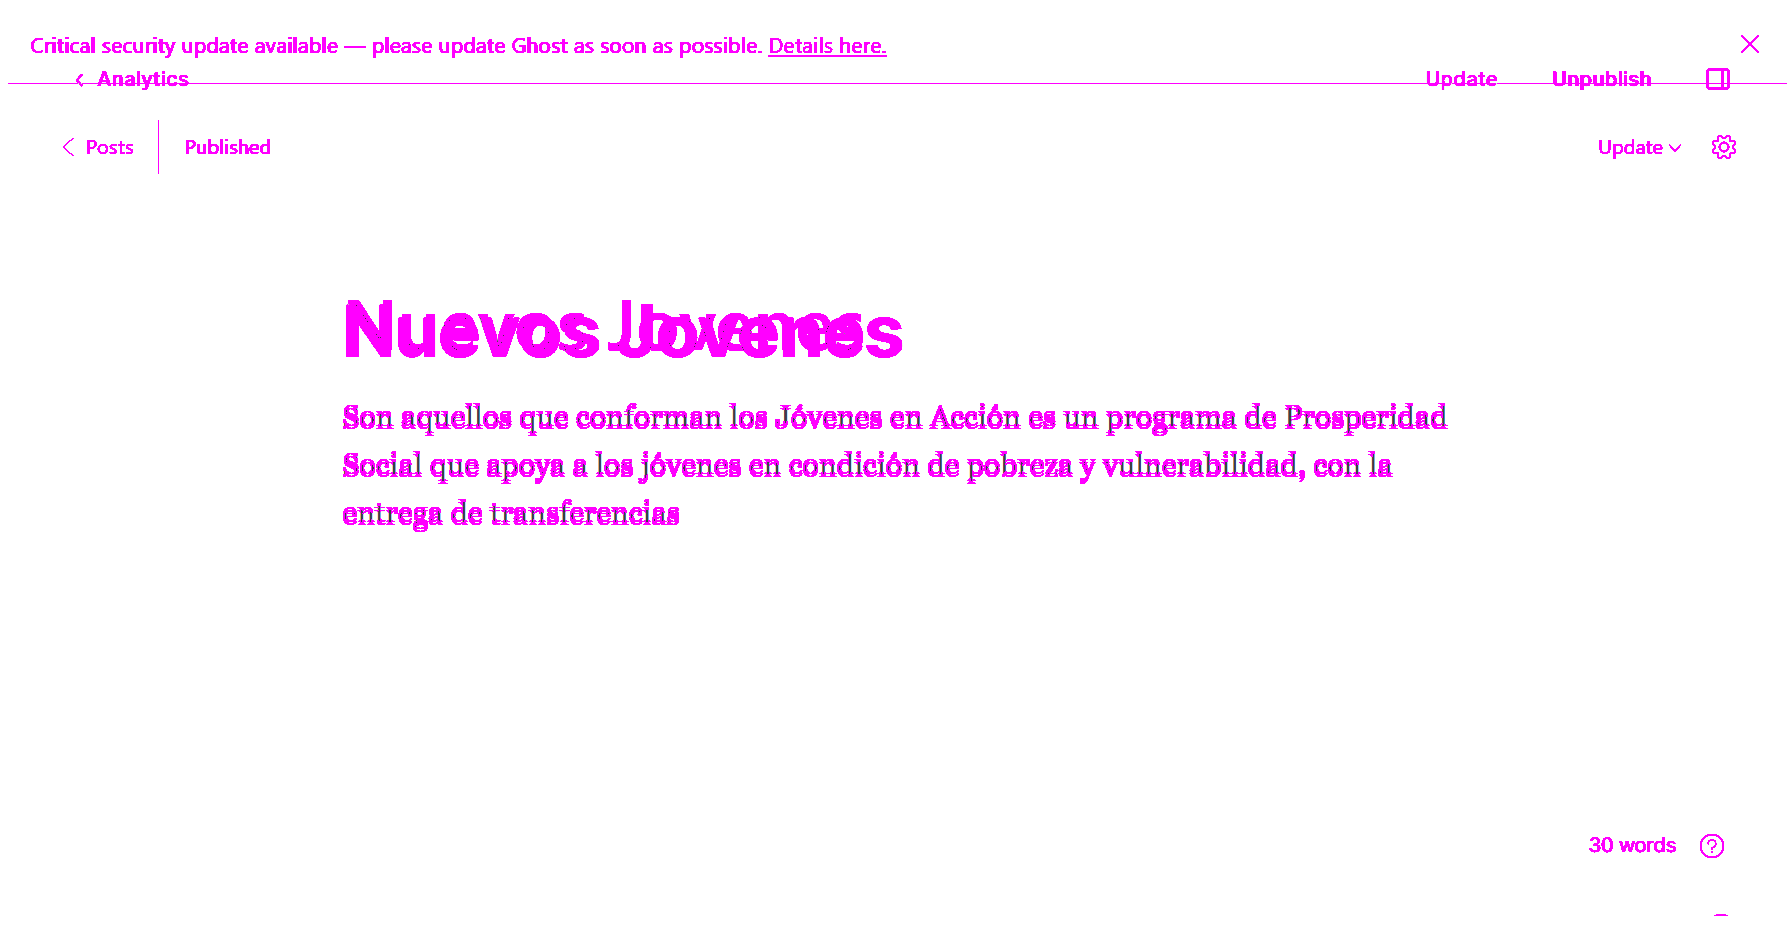 Critical security update available — please update Ghost as soon as possible. Details here.
Analytics Update Unpublish
Posts Published Update
Nuevos Jovenes
Son aquellos que conforman los Jóvenes en Acción es un programa de Prosperidad
Social que apoya a los jóvenes en condición de pobreza y vulnerabilidad, con la
entrega de transferencias
30 words